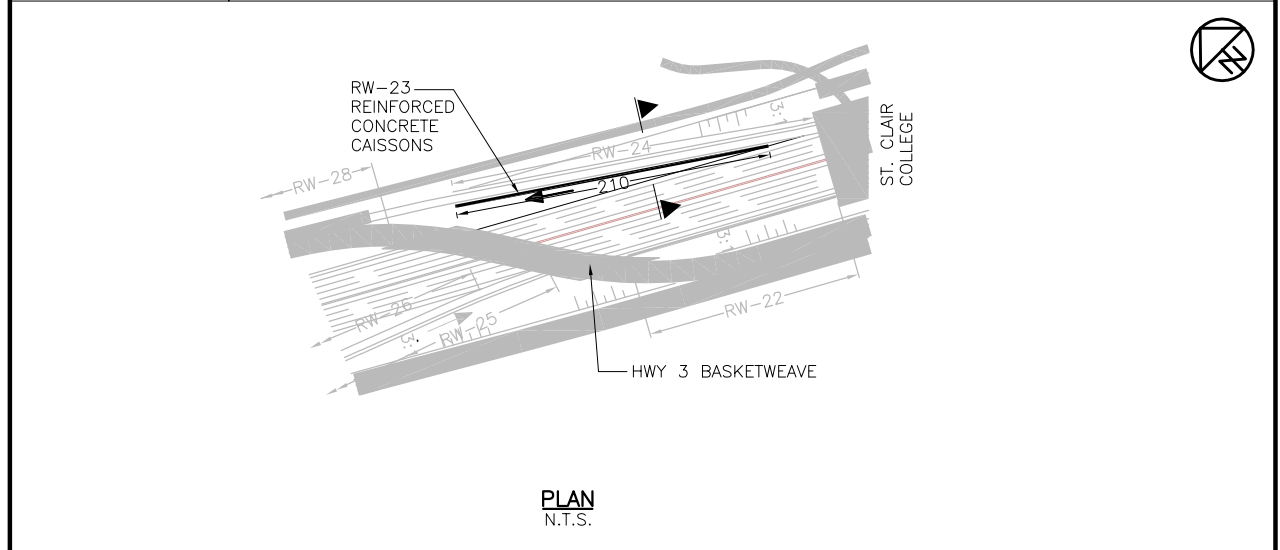 RW-23
REINFORCED
CONCRETE
CAISSONS
RW-28
RW-24
3:1
210
ST. CLAIR
COLLEGE
3:1
RW-26
RW-25
3:
RW-22
HWY 3 BASKETWEAVE
PLAN
N.T.S.